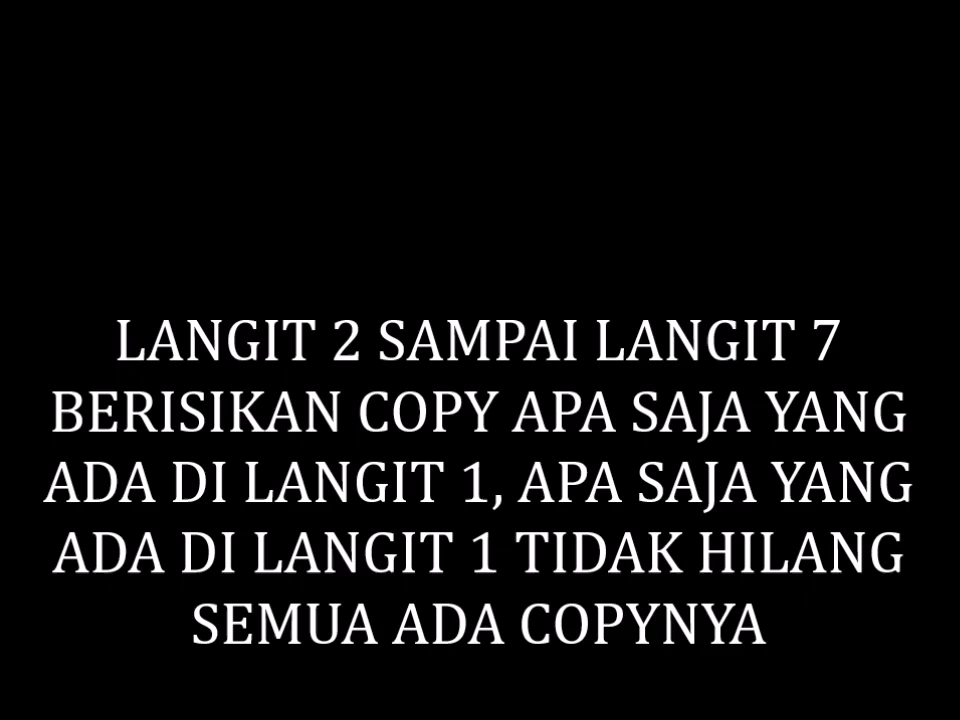 LANGIT 2 SAMPAI LANGIT 7
BERISIKAN COPY APA SAJA YANG
ADA DI LANGIT 1, APA SAJA YANG
ADA DI LANGIT 1 TIDAK HILANG
SEMUA ADA COPYNYA